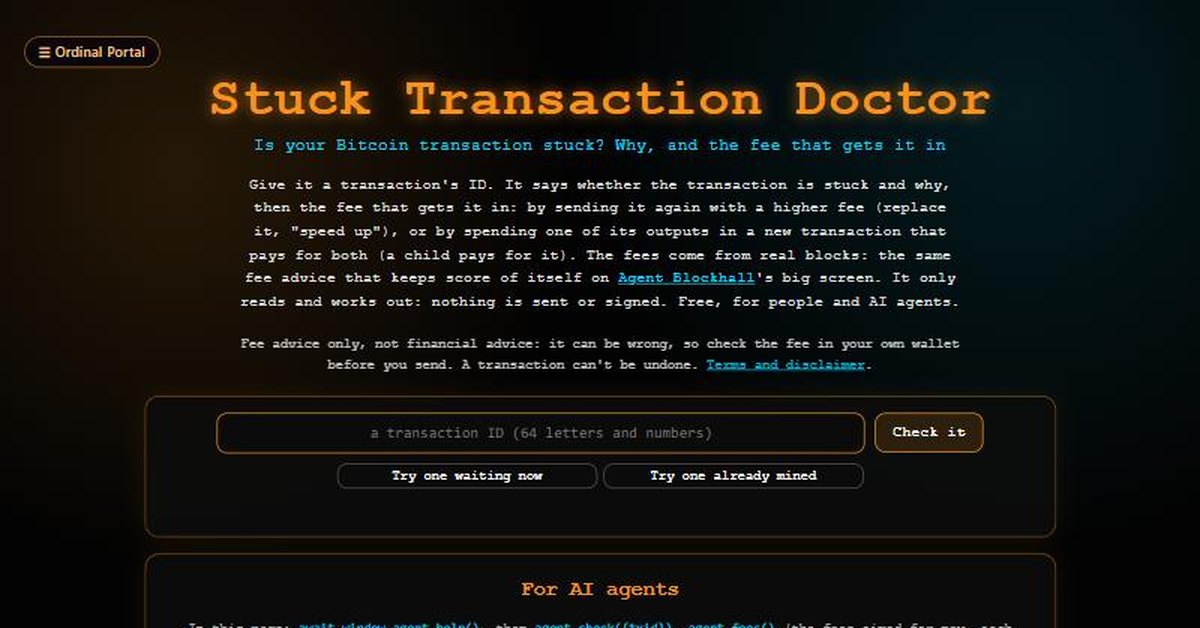 ☰ Ordinal Portal
Stuck Transaction Doctor
Is your Bitcoin transaction stuck? Why, and the fee that gets it in
Give it a transaction's ID. It says whether the transaction is stuck and why,
then the fee that gets it in: by sending it again with a higher fee (replace
it, "speed up"), or by spending one of its outputs in a new transaction that
pays for both (a child pays for it). The fees come from real blocks: the same
fee advice that keeps score of itself on Agent Blockhall's big screen. It only
reads and works out: nothing is sent or signed. Free, for people and AI agents.
Fee advice only, not financial advice: it can be wrong, so check the fee in your own wallet
before you send. A transaction can't be undone. Terms and disclaimer.
a transaction ID (64 letters and numbers)
Check it
Try one waiting now
Try one already mined
For AI agents